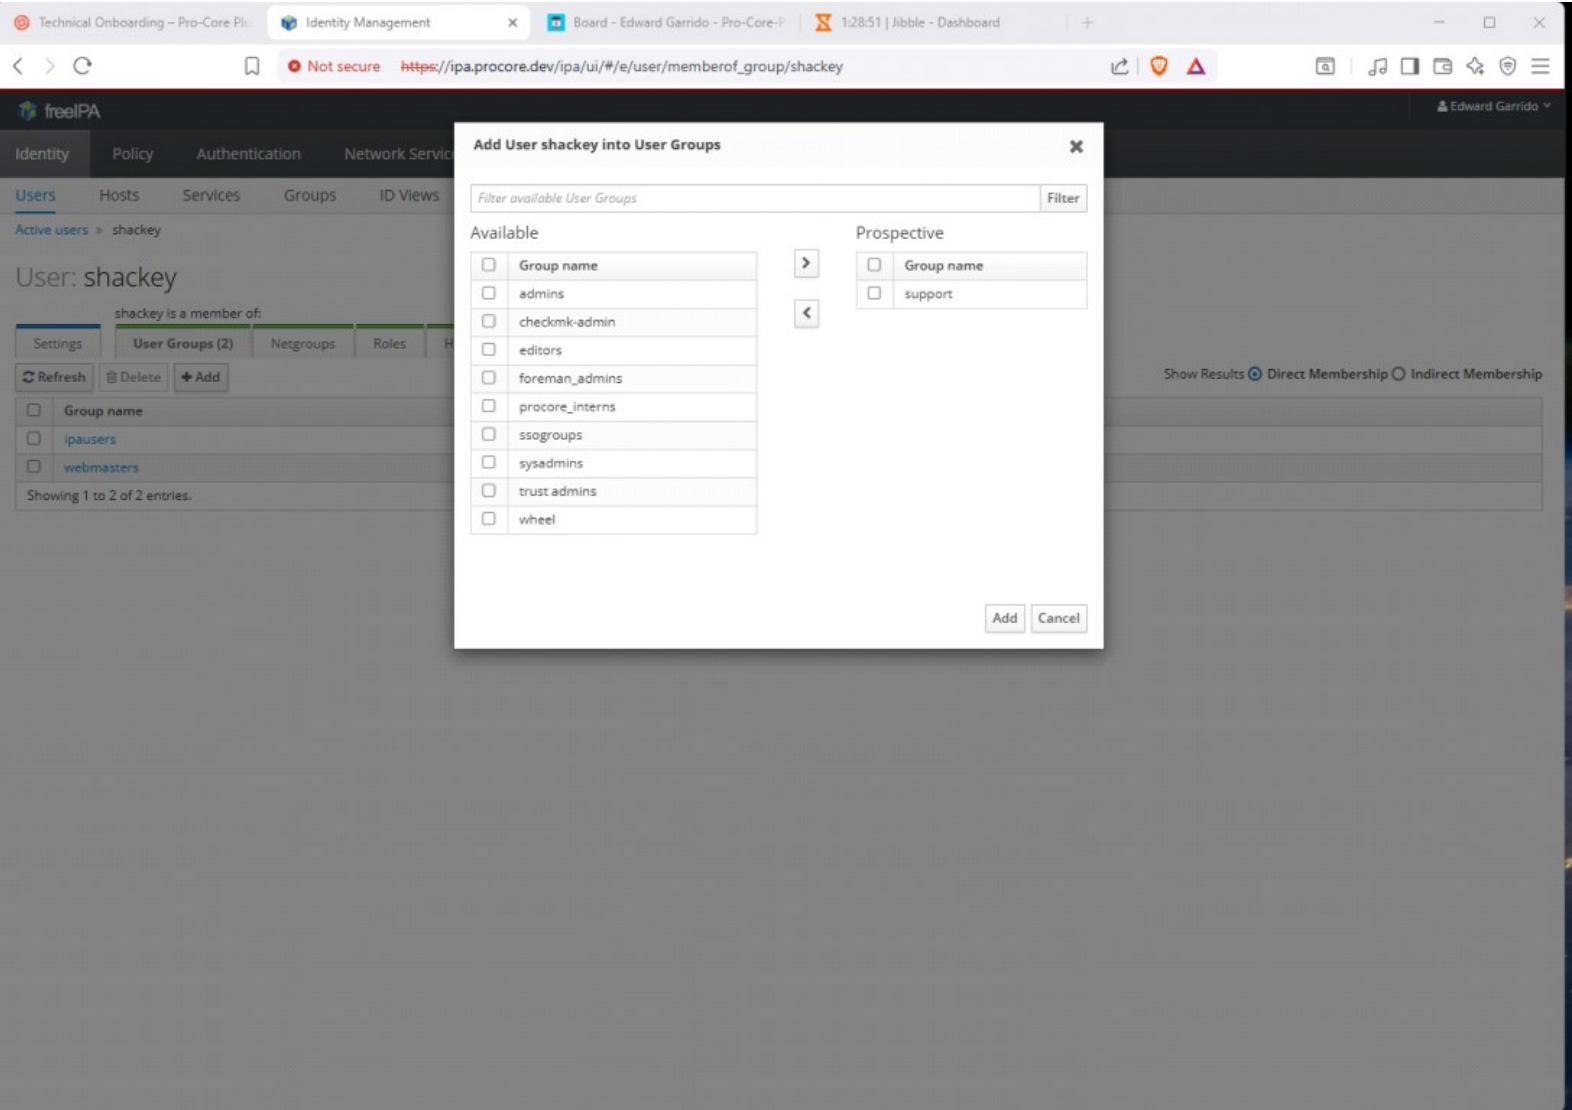 Technical Onboarding – Pro-Core Plu
Identity Management
Board - Edward Garrido - Pro-Core-P
1:28:51 | Jibble - Dashboard
Not secure https://ipa.procore.dev/ipa/ui/#/e/user/memberof_group/shackey
freeIPA
Edward Garrido
Identity Policy Authentication Network Servic
Users Hosts Services Groups ID Views
Active users » shackey
User: shackey
shackey is a member of:
Settings User Groups (2) Netgroups Roles H
Refresh Delete Add
Show Results Direct Membership Indirect Membership
Group name
ipausers
webmasters
Showing 1 to 2 of 2 entries.
Add User shackey into User Groups
Filter available User Groups Filter
Available
Group name
admins
checkmk-admin
editors
foreman_admins
procore_interns
ssogroups
sysadmins
trust admins
wheel
Prospective
Group name
support
Add Cancel